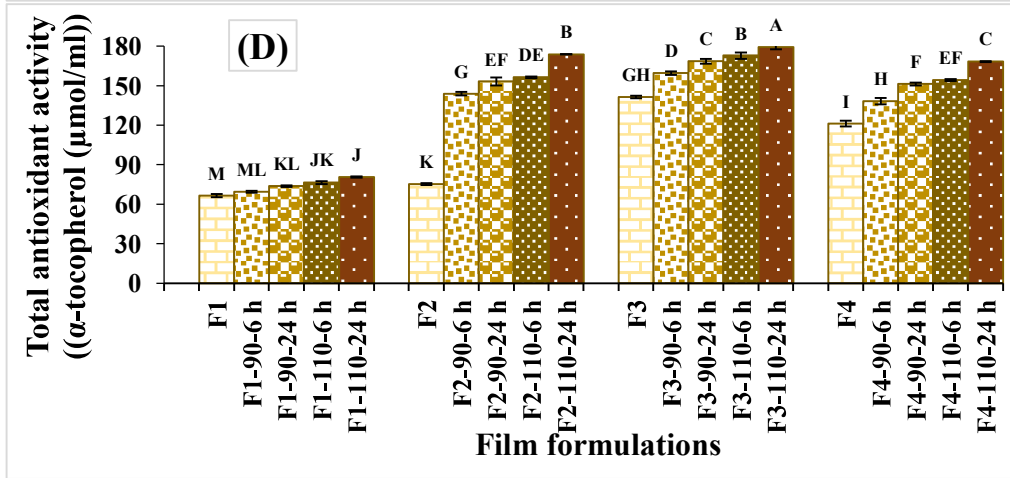 (D)
Total antioxidant activity
((α-tocopherol (μmol/ml))
180
150
120
90
60
30
0
M
ML
KL
JK
J
K
G
EF
DE
B
GH
D
C
B
A
I
H
F
EF
C
F1
F1-90-6 h
F1-90-24 h
F1-110-6 h
F1-110-24 h
F2
F2-90-6 h
F2-90-24 h
F2-110-6 h
F2-110-24 h
F3
F3-90-6 h
F3-90-24 h
F3-110-6 h
F3-110-24 h
F4
F4-90-6 h
F4-90-24 h
F4-110-6 h
F4-110-24 h
Film formulations